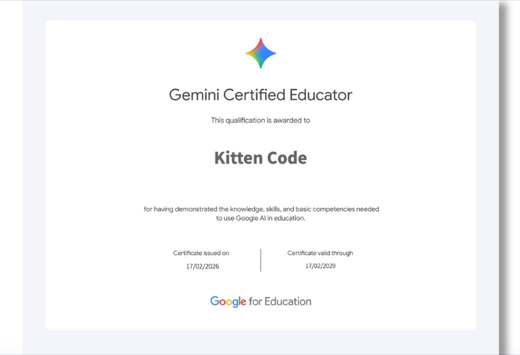 Gemini Certified Educator
This qualification is awarded to
Kitten Code
for having demonstrated the knowledge, skills, and basic competencies needed
to use Google AI in education.
Certificate issued on
17/02/2026
Certificate valid through
17/02/2029
Google for Education